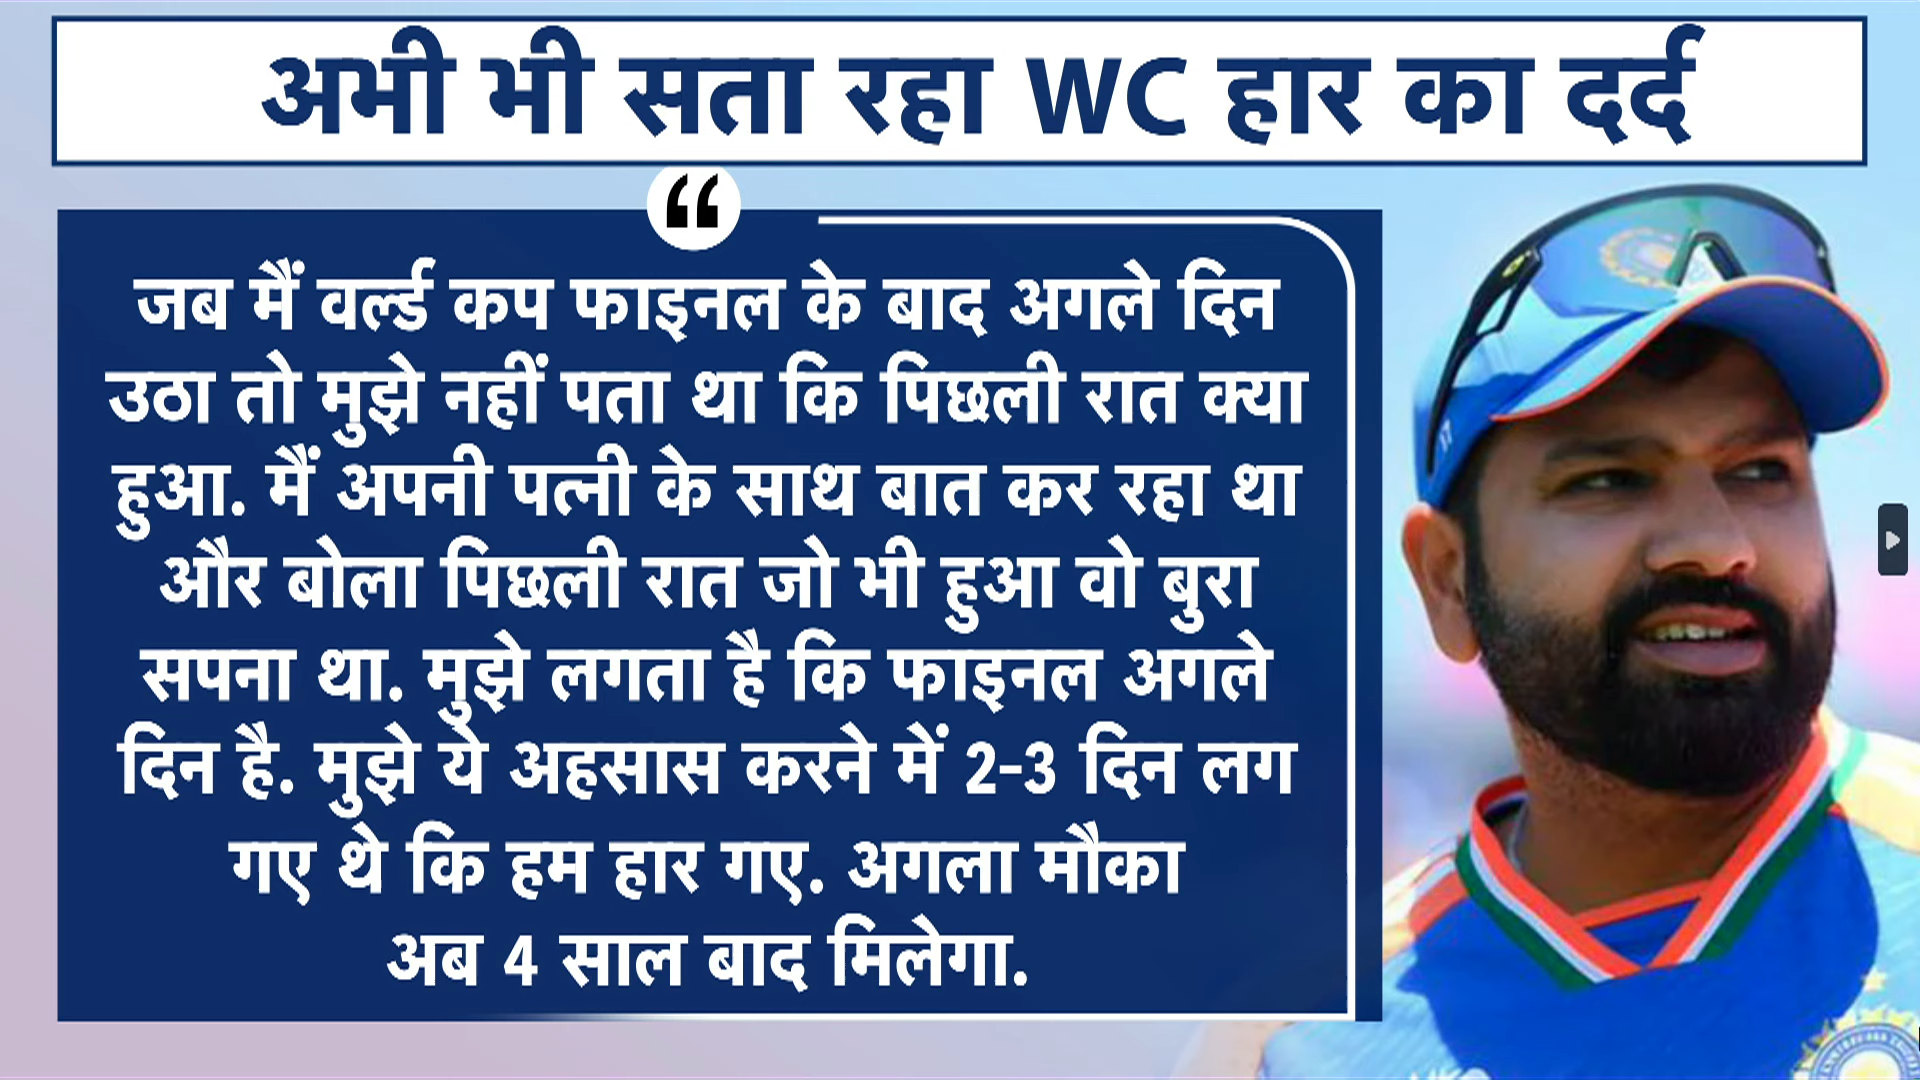 अभी भी सता रहा WC हार का दर्द
“
जब मैं वर्ल्ड कप फाइनल के बाद अगले दिन
उठा तो मुझे नहीं पता था कि पिछली रात क्या
हुआ. मैं अपनी पत्नी के साथ बात कर रहा था
और बोला पिछली रात जो भी हुआ वो बुरा
सपना था. मुझे लगता है कि फाइनल अगले
दिन है. मुझे ये अहसास करने में 2-3 दिन लग
गए थे कि हम हार गए. अगला मौका
अब 4 साल बाद मिलेगा.